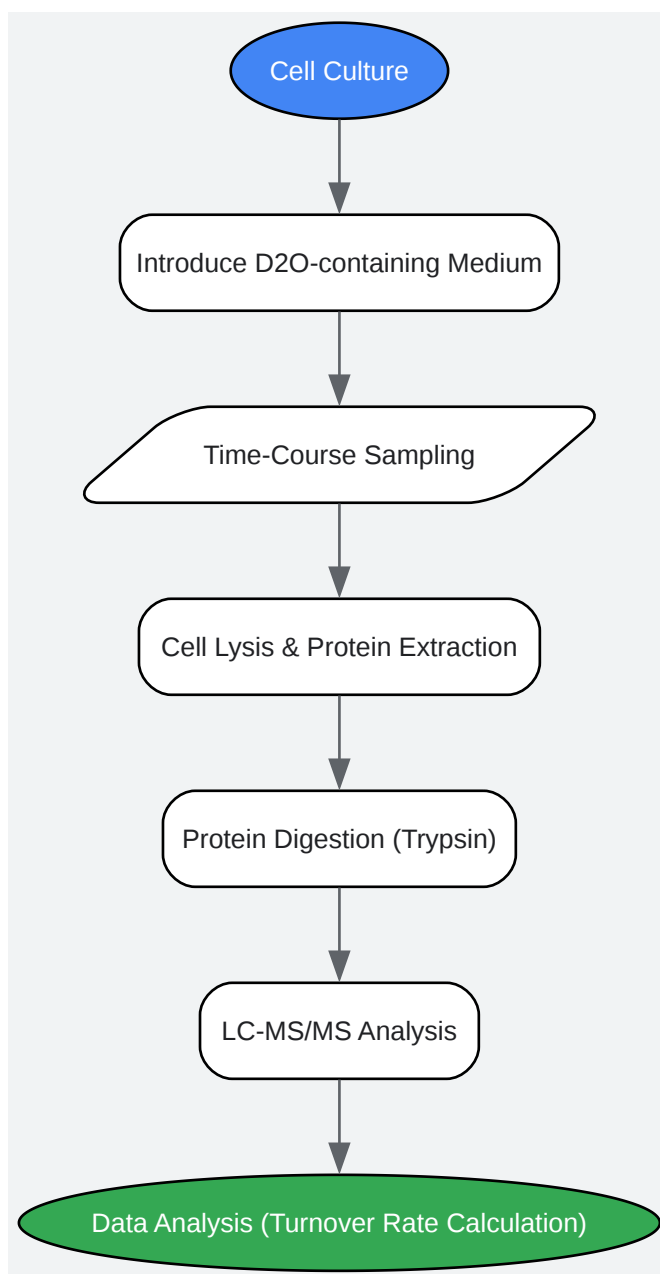 Cell Culture
Introduce D2O-containing Medium
Time-Course Sampling
Cell Lysis & Protein Extraction
Protein Digestion (Trypsin)
LC-MS/MS Analysis
Data Analysis (Turnover Rate Calculation)